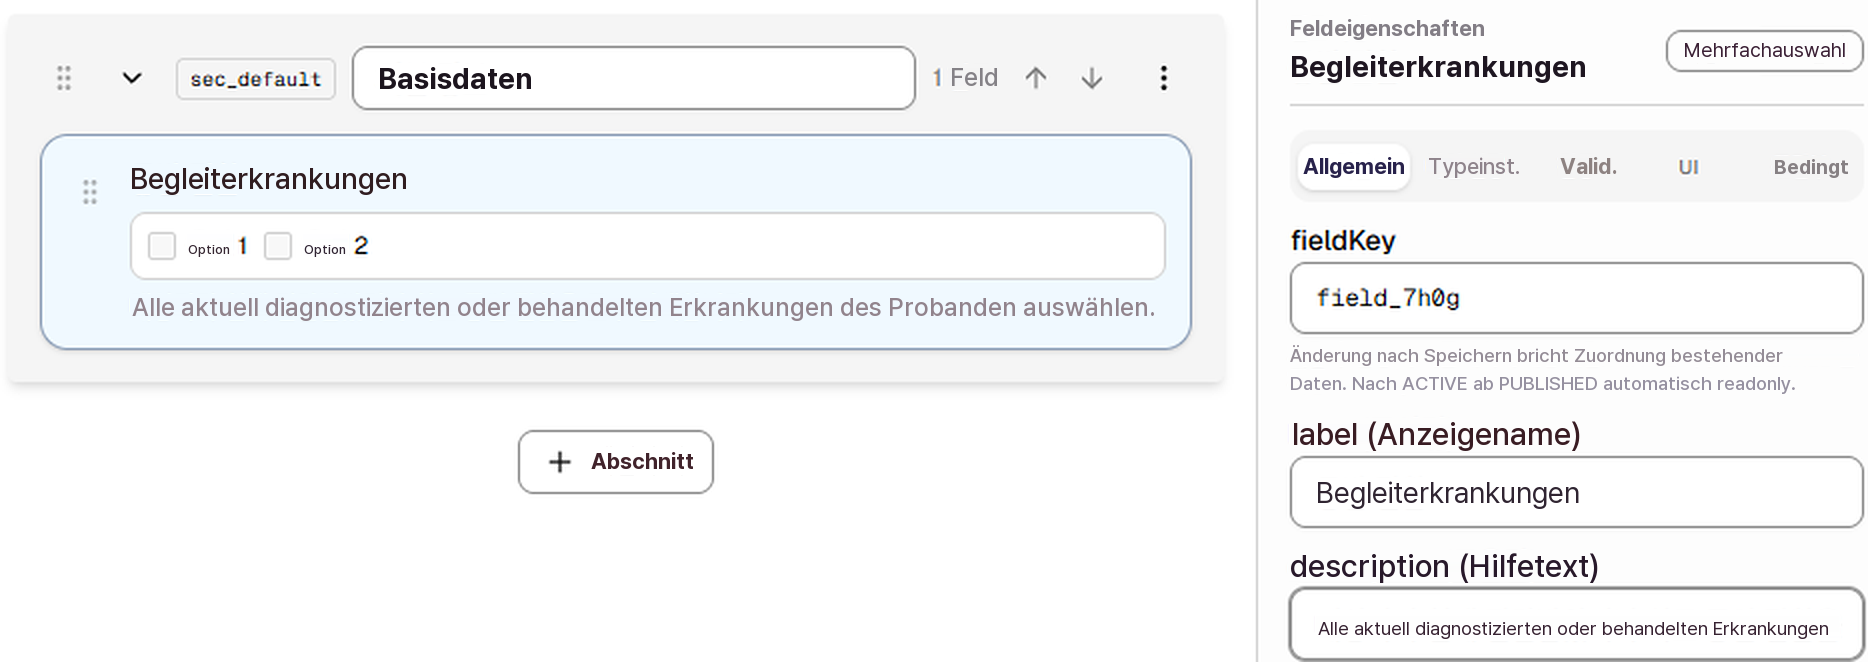 sec_default
Basisdaten
1 Feld
Begleiterkrankungen
Option 1 Option 2
Alle aktuell diagnostizierten oder behandelten Erkrankungen des Probanden auswählen.
Abschnitt
Feldeigenschaften
Begleiterkrankungen
Mehrfachauswahl
Allgemein Typeinst. Valid. UI Bedingt
fieldKey
field_7h0g
Änderung nach Speichern bricht Zuordnung bestehender
Daten. Nach ACTIVE ab PUBLISHED automatisch readonly.
label (Anzeigename)
Begleiterkrankungen
description (Hilfetext)
Alle aktuell diagnostizierten oder behandelten Erkrankungen